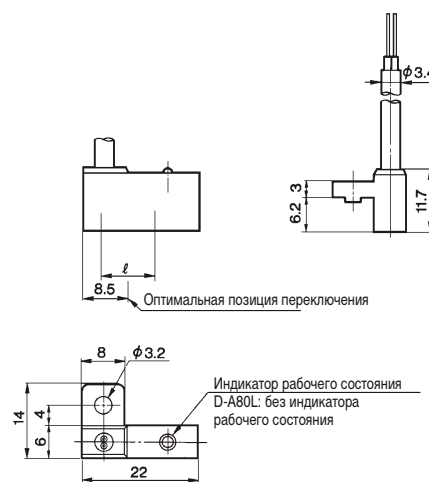 ϕ3.4
3
6.2
11.7
ℓ
8.5
Оптимальная позиция переключения
8
ϕ3.2
14
4
6
22
Индикатор рабочего состояния
D-A80L: без индикатора
рабочего состояния